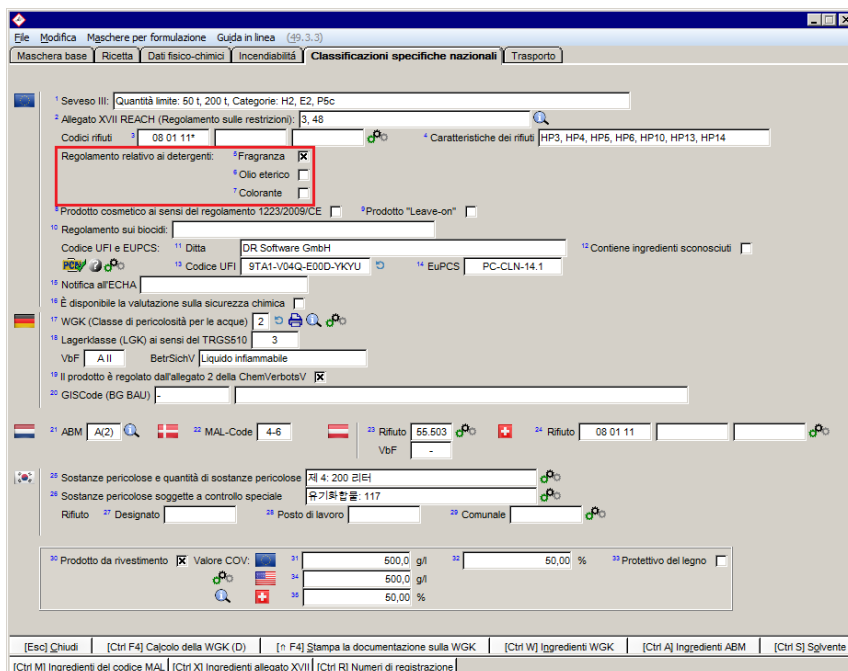 File Modifica Maschere per formulazione Guida in linea (49.3.3)
Maschera base Ricetta Dati fisico-chimici Incendiabilitá Classificazioni specifiche nazionali Trasporto
1 Seveso III: Quantità limite: 50 t, 200 t, Categorie: H2, E2, P5c
2 Allegato XVII REACH (Regolamento sulle restrizioni): 3, 48
Codici rifiuti 3 08 01 11* 4 Caratteristiche dei rifiuti HP3, HP4, HP5, HP6, HP10, HP13, HP14
Regolamento relativo ai detergenti: 5 Fragranza
6 Olio eterico
7 Colorante
8 Prodotto cosmetico ai sensi del regolamento 1223/2009/CE 9 Prodotto "Leave-on"
10 Regolamento sui biocidi:
Codice UFI e EUPCS: 11 Ditta DR Software GmbH 12 Contiene ingredienti sconosciuti
PCN 13 Codice UFI 9TA1-V04Q-E00D-YKYU 14 EuPCS PC-CLN-14.1
15 Notifica all'ECHA
16 È disponibile la valutazione sulla sicurezza chimica
17 WGK (Classe di pericolosità per le acque) 2
18 Lagerklasse (LGK) ai sensi del TRGS510 3
VbF A II BetrSichV Liquido infiammabile
19 Il prodotto è regolato dall'allegato 2 della ChemVerbotsV
20 GISCode (BG BAU) -
21 ABM A(2) 22 MAL-Code 4-6 23 Rifiuto 55.503 24 Rifiuto 08 01 11
VbF -
25 Sostanze pericolose e quantità di sostanze pericolose 제 4: 200 리터
26 Sostanze pericolose soggette a controllo speciale 유기화합물: 117
Rifiuto 27 Designato 28 Posto di lavoro 29 Comunale
30 Prodotto da rivestimento Valore COV: 31 500,0 g/l 32 50,00 % 33 Protettivo del legno
34 500,0 g/l
35 50,00 %
[Esc] Chiudi [Ctrl F4] Calcolo della WGK (D) [⇑ F4] Stampa la documentazione sulla WGK [Ctrl W] Ingredienti WGK [Ctrl A] Ingredienti ABM [Ctrl S] Solvente
[Ctrl M] Ingredienti del codice MAL [Ctrl X] Ingredienti allegato XVII [Ctrl R] Numeri di registrazione